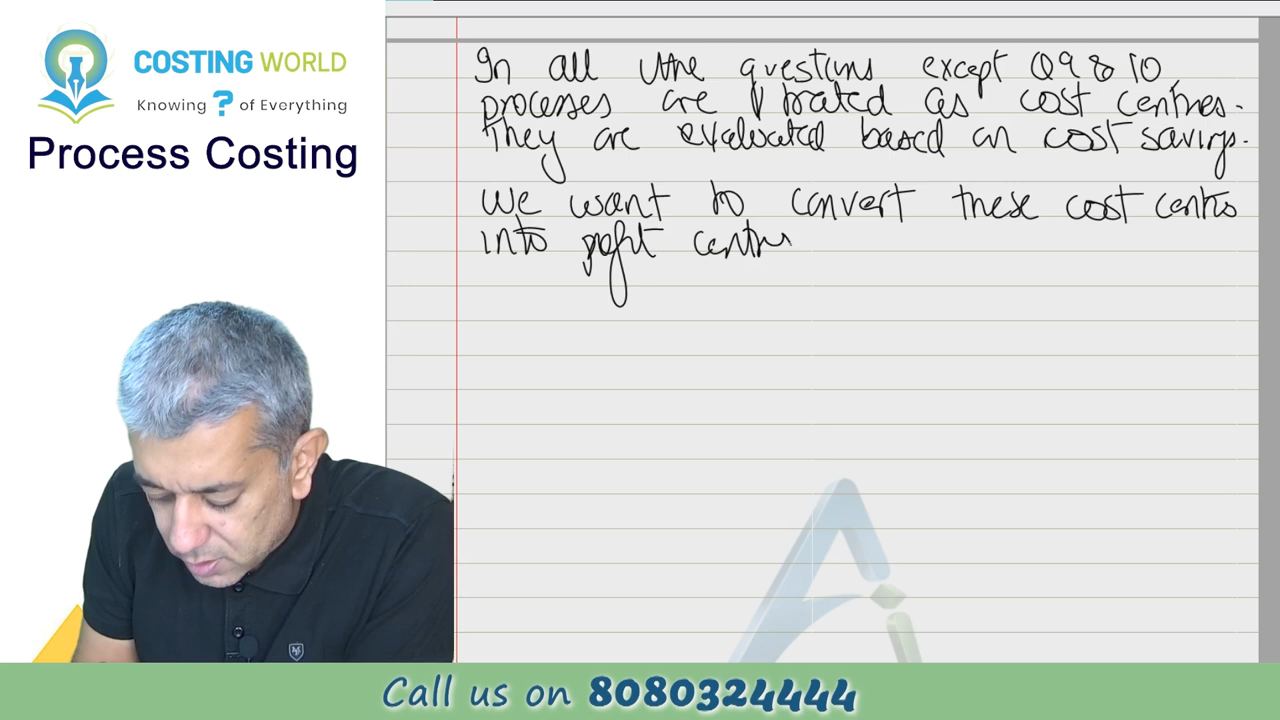 COSTING WORLD
Knowing ? of Everything
Process Costing
In all the questions except Q9 & 10
processes are treated as cost centres.
They are evaluated based on cost savings.
We want to convert these cost centres
into profit centres
Call us on 8080324444